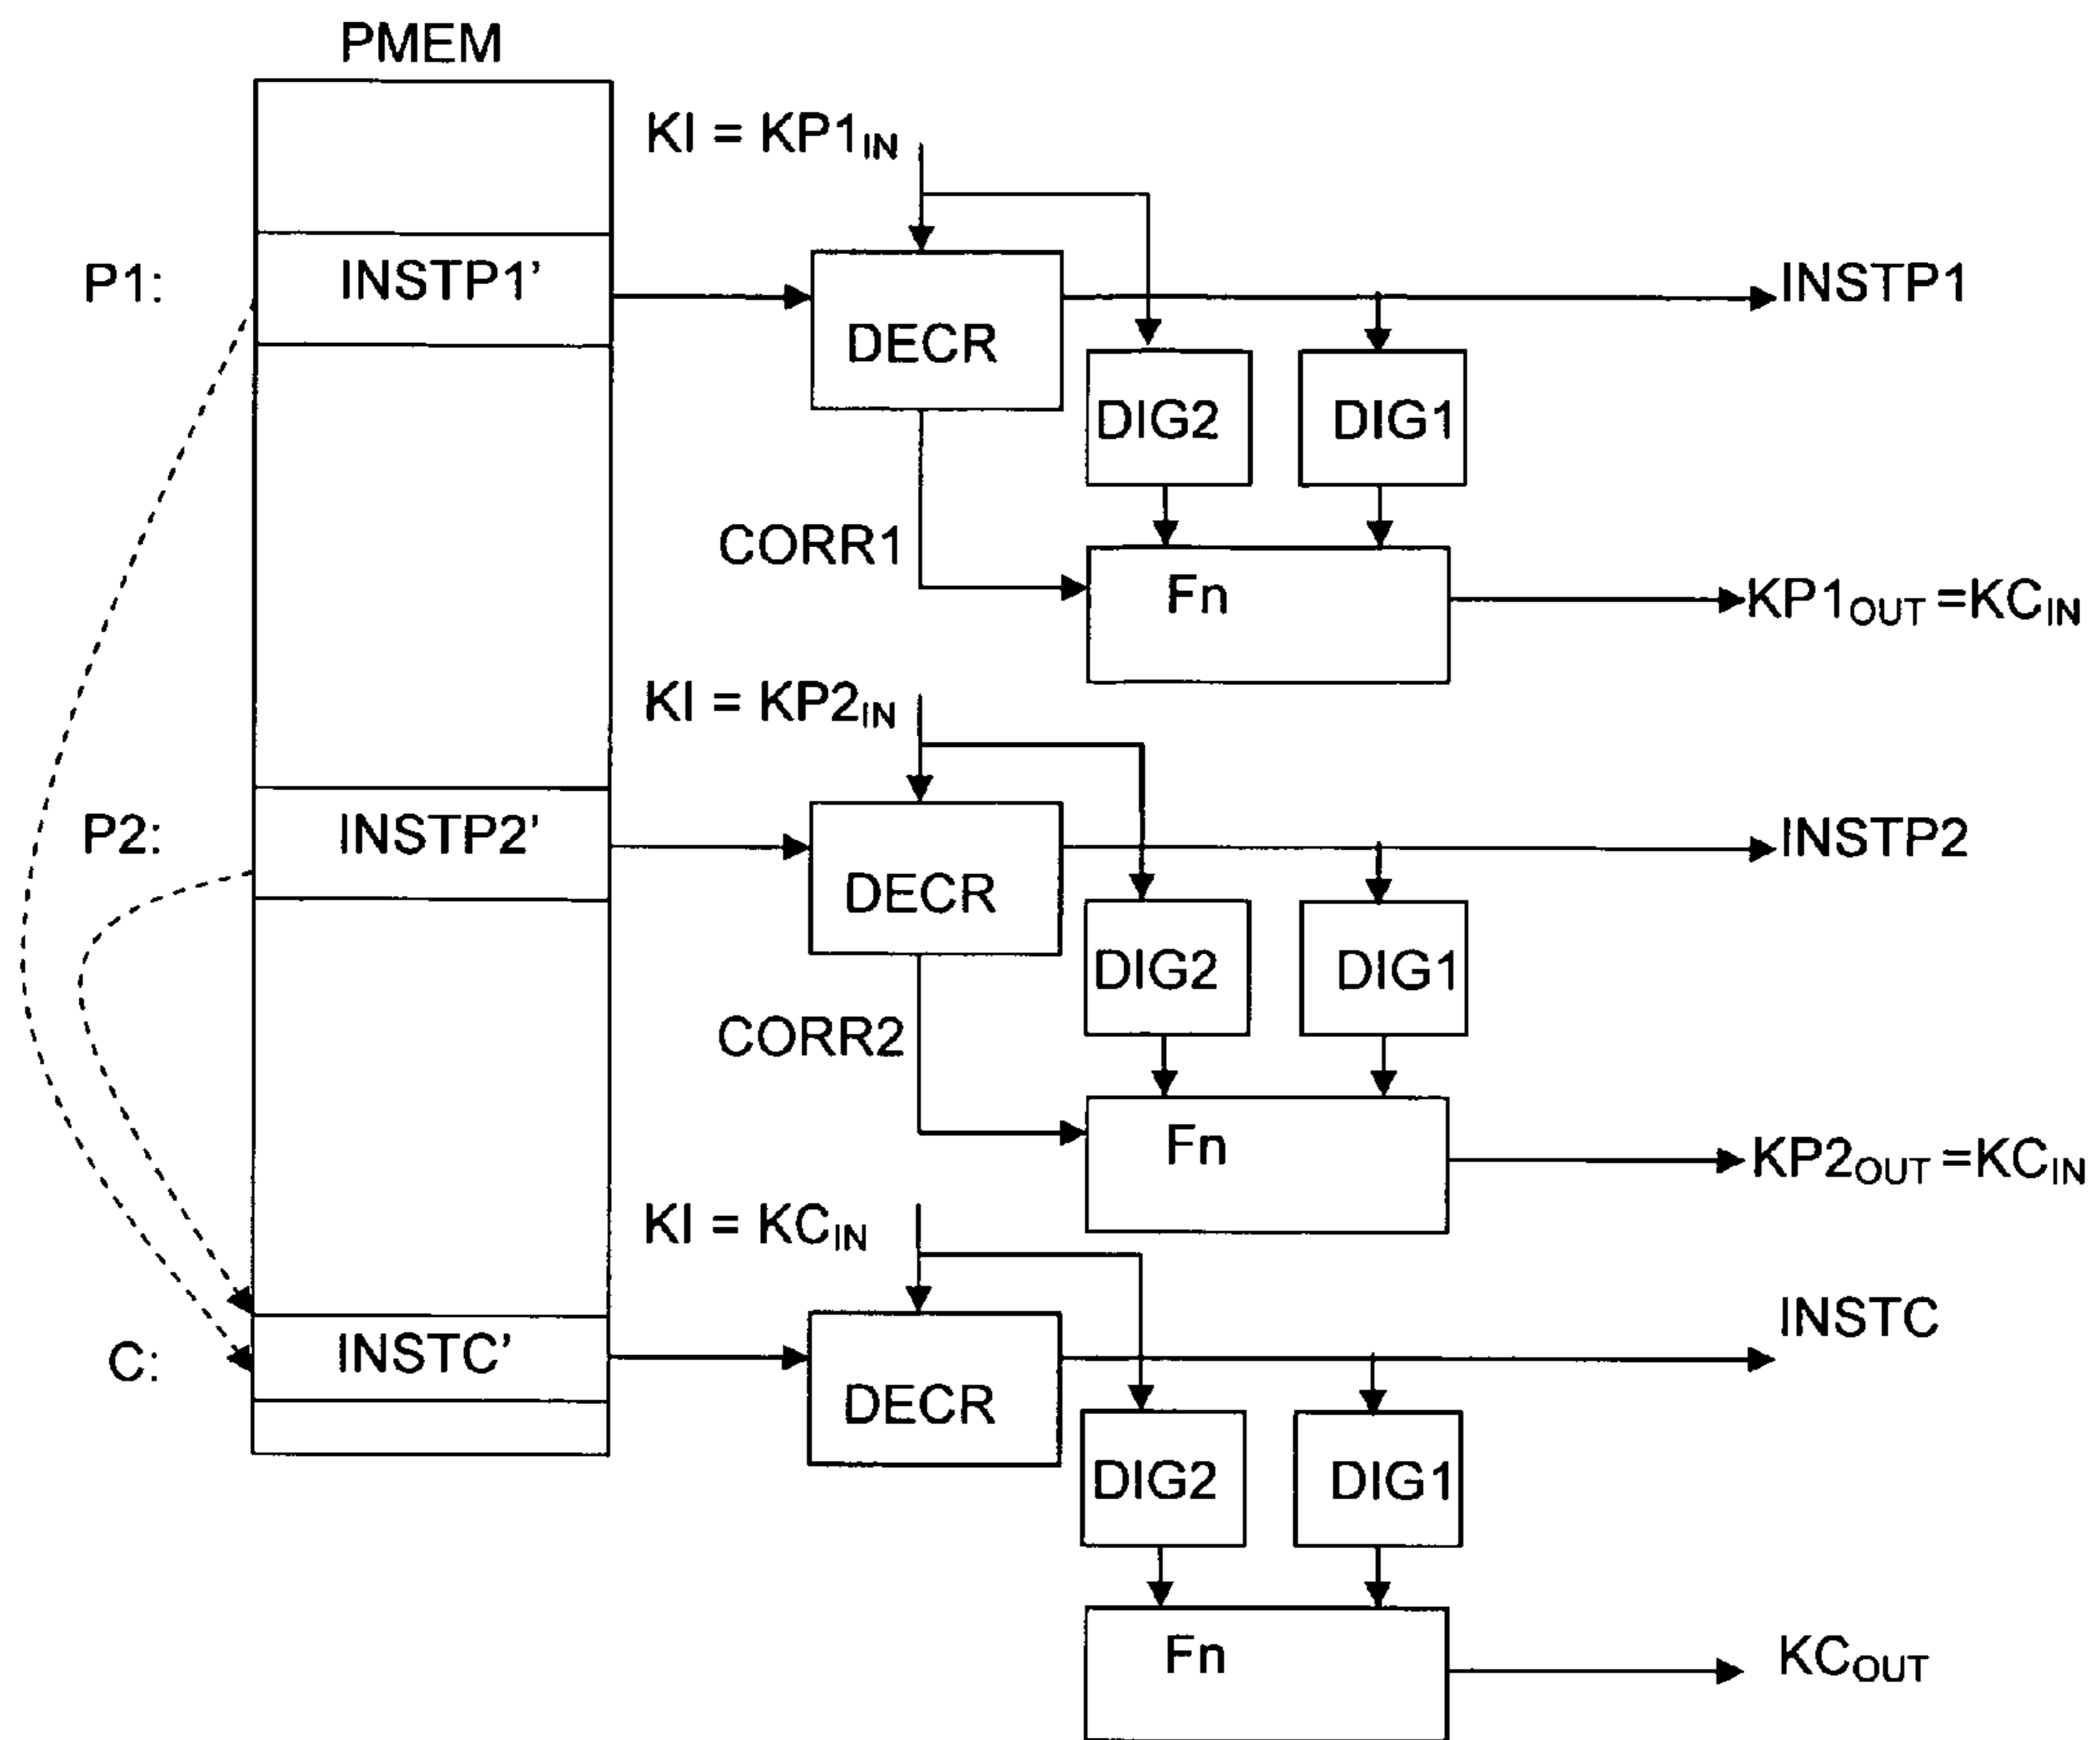 PMEM
KI = KP1IN
P1:
INSTP1’
INSTP1
DECR
DIG2
DIG1
CORR1
Fn
KP1OUT =KCIN
KI = KP2IN
P2:
INSTP2’
INSTP2
DECR
DIG2
DIG1
CORR2
Fn
KP2OUT =KCIN
KI = KCIN
C:
INSTC’
INSTC
DECR
DIG2
DIG1
Fn
KCOUT